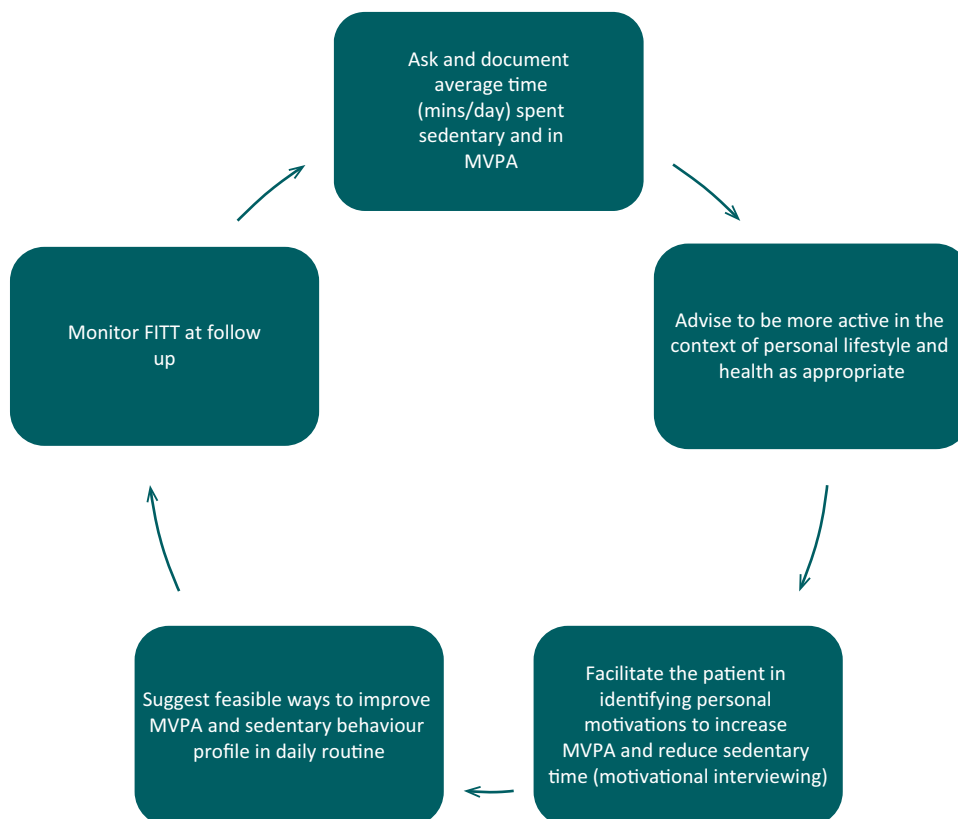 Ask and document
average time
(mins/day) spent
sedentary and in
MVPA
Advise to be more active in the
context of personal lifestyle and
health as appropriate
Facilitate the patient in
identifying personal
motivations to increase
MVPA and reduce sedentary
time (motivational interviewing)
Suggest feasible ways to improve
MVPA and sedentary behaviour
profile in daily routine
Monitor FITT at follow
up